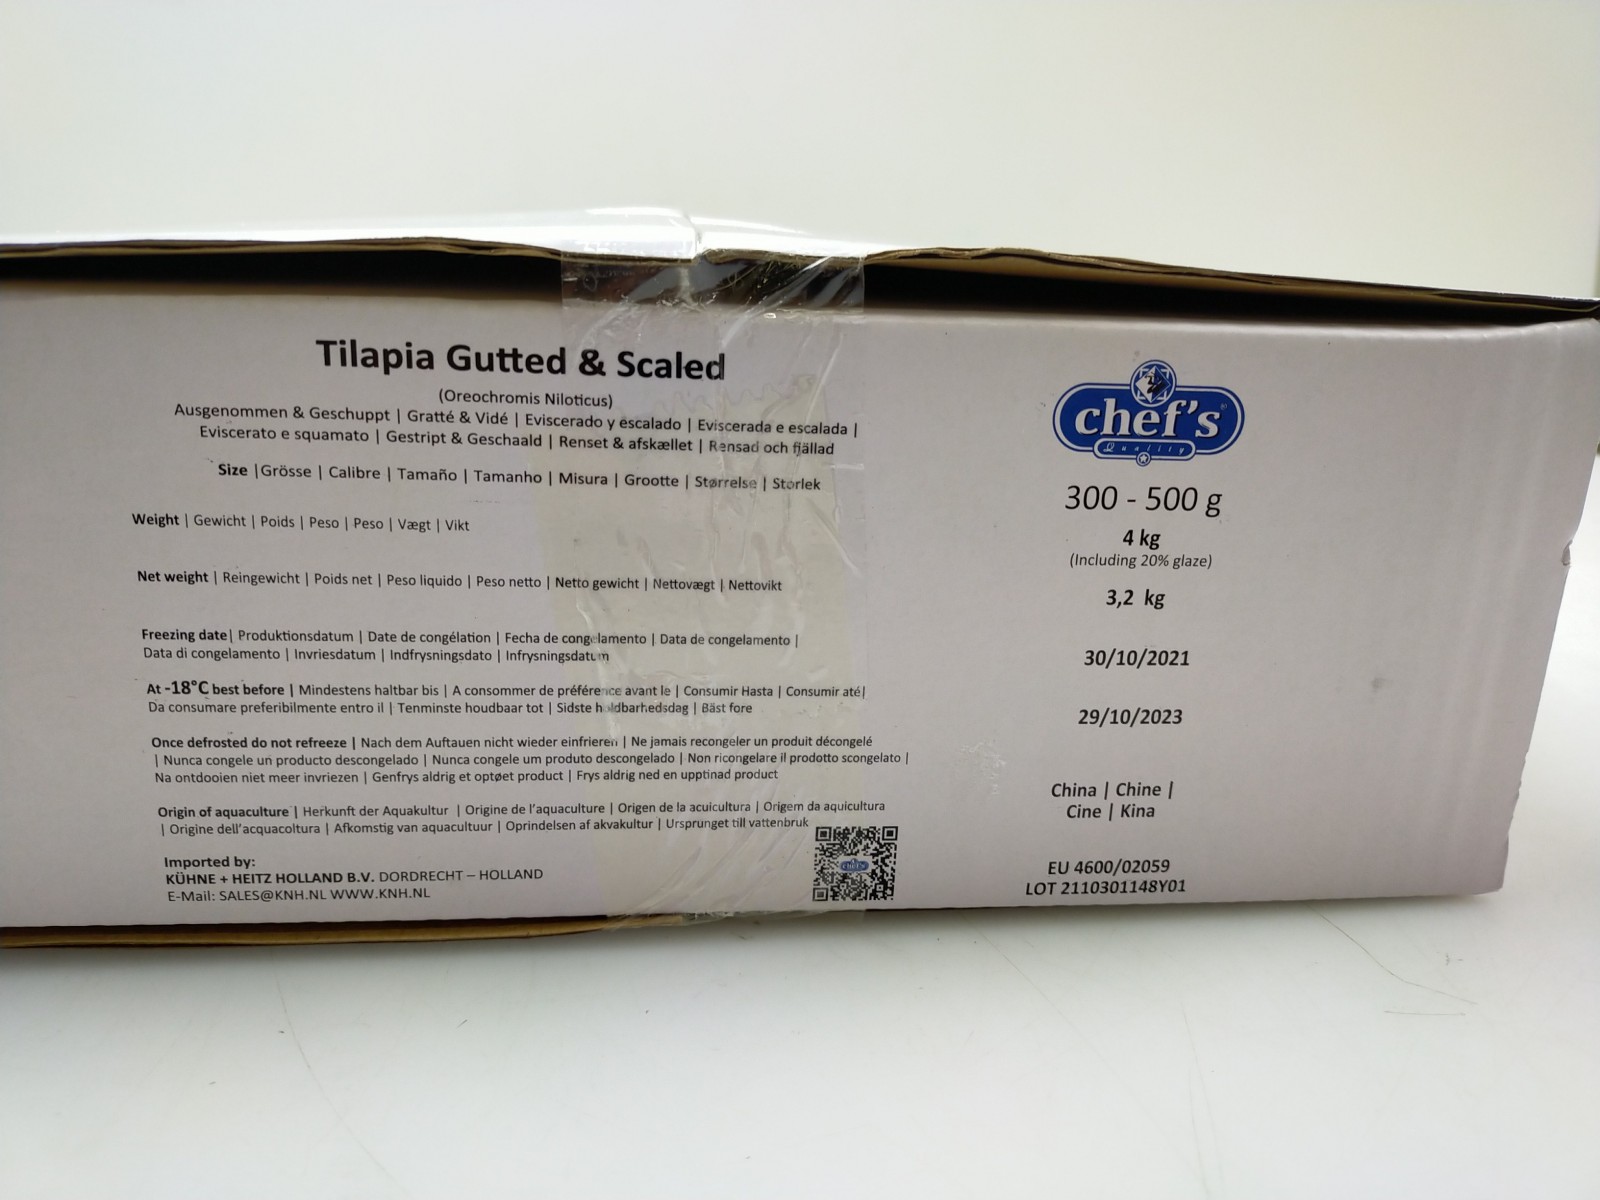 Tilapia Gutted & Scaled
(Oreochromis Niloticus)
Ausgenommen & Geschuppt | Gratté & Vidé | Eviscerado y escalado | Eviscerada e escalada |
Eviscerato e squamato | Gestript & Geschaald | Renset & afskællet | Rensad och fjällad
Size |Grösse | Calibre | Tamaño | Tamanho | Misura | Grootte | Størrelse | Storlek
Weight | Gewicht | Poids | Peso | Peso | Vægt | Vikt
Net weight | Reingewicht | Poids net | Peso liquido | Peso netto | Netto gewicht | Nettovægt | Nettovikt
Freezing date| Produktionsdatum | Date de congélation | Fecha de congelamento | Data de congelamento |
Data di congelamento | Invriesdatum | Indfrysningsdato | Infrysningsdatum
At -18°C best before | Mindestens haltbar bis | A consommer de préférence avant le | Consumir Hasta | Consumir até|
Da consumare preferibilmente entro il | Tenminste houdbaar tot | Sidste holdbarhedsdag | Bäst fore
Once defrosted do not refreeze | Nach dem Auftauen nicht wieder einfrieren | Ne jamais recongeler un produit décongelé
| Nunca congele un producto descongelado | Nunca congele um produto descongelado | Non ricongelare il prodotto scongelato |
Na ontdooien niet meer invriezen | Genfrys aldrig et optøet product | Frys aldrig ned en upptinad product
Origin of aquaculture | Herkunft der Aquakultur | Origine de l'aquaculture | Origen de la acuicultura | Origem da aquicultura
| Origine dell'acquacoltura | Afkomstig van aquacultuur | Oprindelsen af akvakultur | Ursprunget till vattenbruk
Imported by:
KÜHNE + HEITZ HOLLAND B.V. DORDRECHT – HOLLAND
E-Mail: SALES@KNH.NL WWW.KNH.NL
chef's
chef's®
Quality
300 - 500 g
4 kg
(Including 20% glaze)
3,2 kg
30/10/2021
29/10/2023
China | Chine |
Cine | Kina
EU 4600/02059
LOT 2110301148Y01